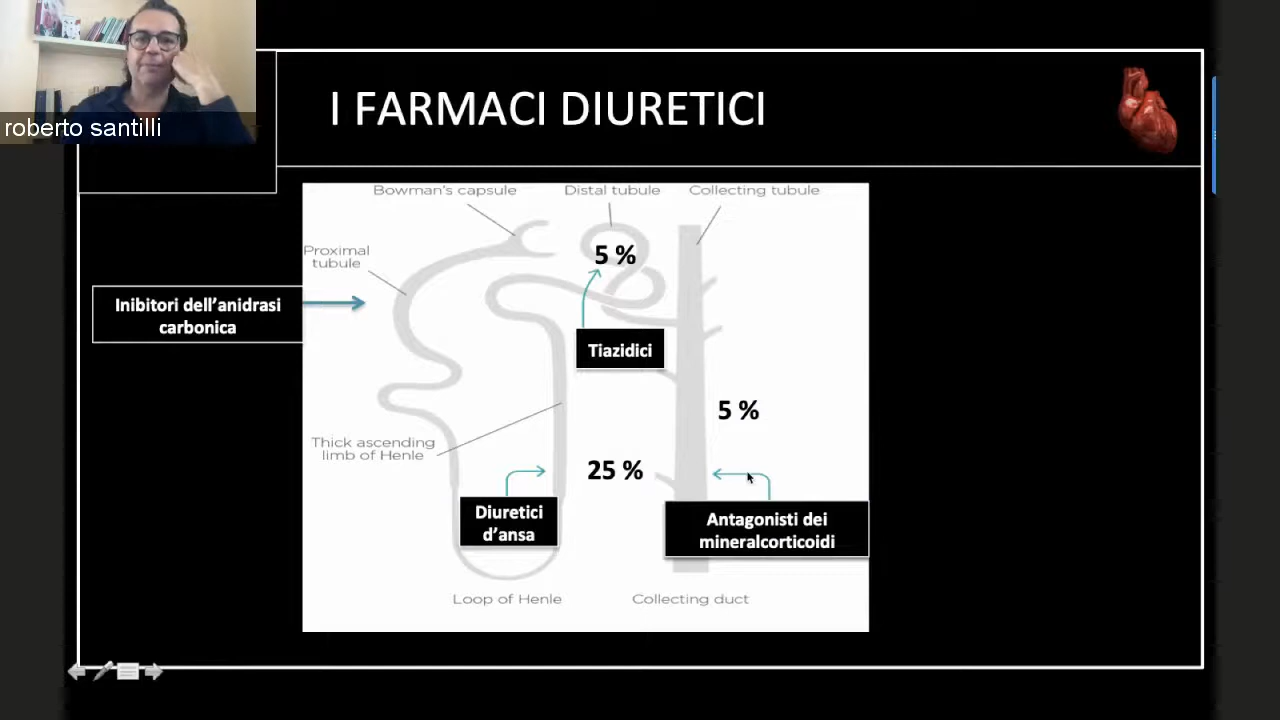 roberto santilli
I FARMACI DIURETICI
Bowman's capsule
Distal tubule
Collecting tubule
Proximal
tubule
5 %
Inibitori dell'anidrasi
carbonica
Tiazidici
5 %
Thick ascending
limb of Henle
25 %
Diuretici
d'ansa
Antagonisti dei
mineralcorticoidi
Loop of Henle
Collecting duct